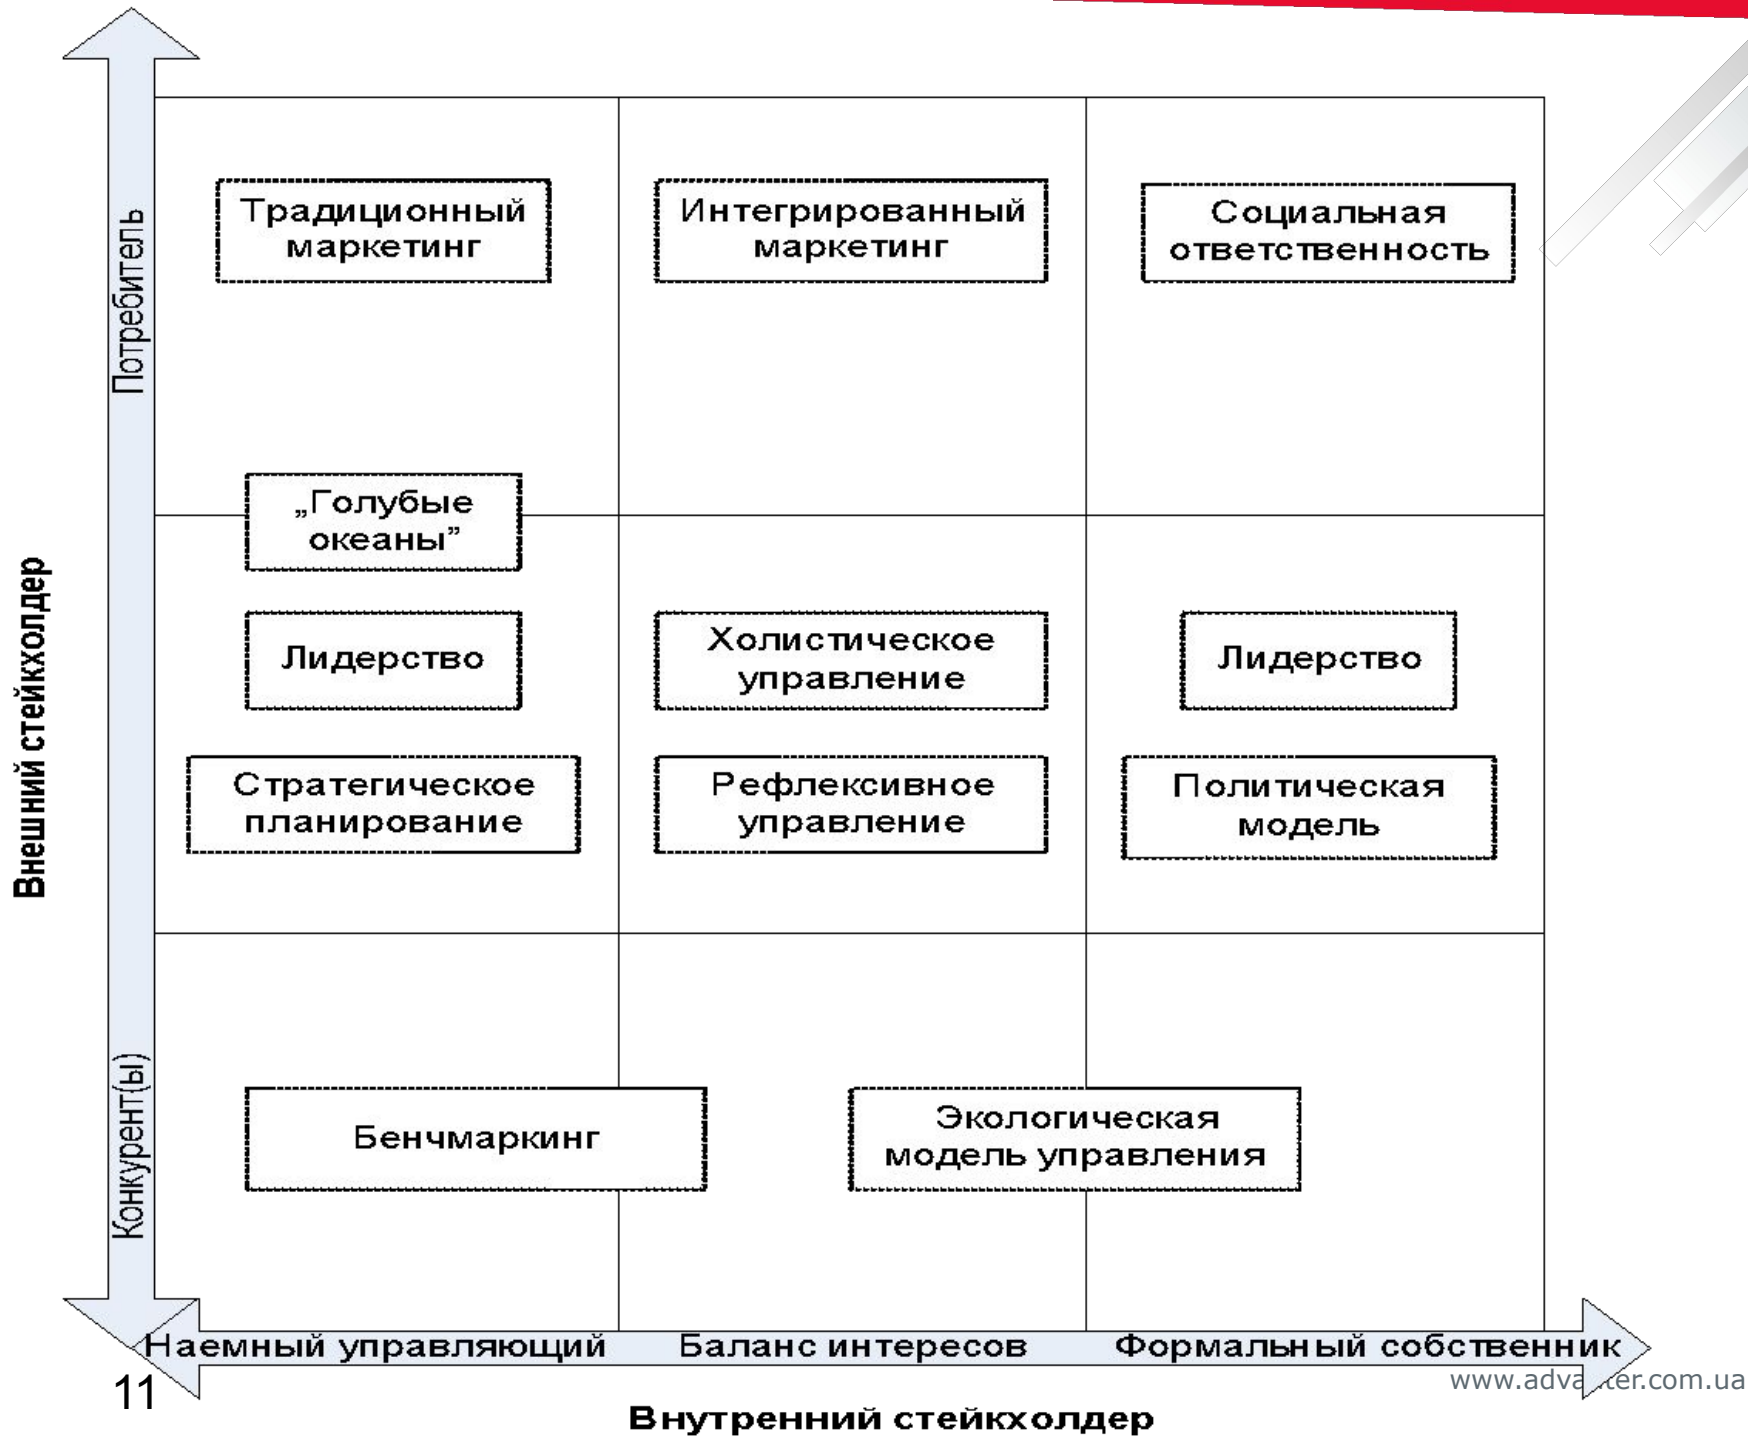 Традиционный
маркетинг
Интегрированный
маркетинг
Социальная
ответственность
Потребитель
„Голубые
океаны”
Внешний стейкхолдер
Лидерство
Холистическое
управление
Лидерство
Стратегическое
планирование
Рефлексивное
управление
Политическая
модель
Конкурент(ы)
Бенчмаркинг
Экологическая
модель управления
Наемный управляющий
Баланс интересов
Формальный собственник
11
Внутренний стейкхолдер